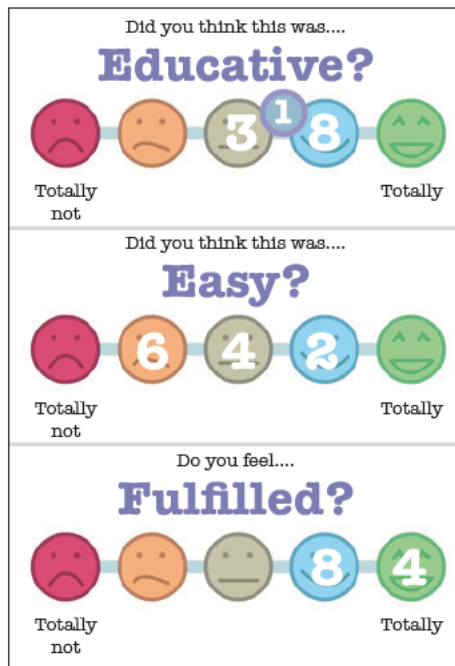 Did you think this was....
Educative?
3 1 8
Totally not
Totally
Did you think this was....
Easy?
6 4 2
Totally not
Totally
Do you feel....
Fulfilled?
8 4
Totally not
Totally